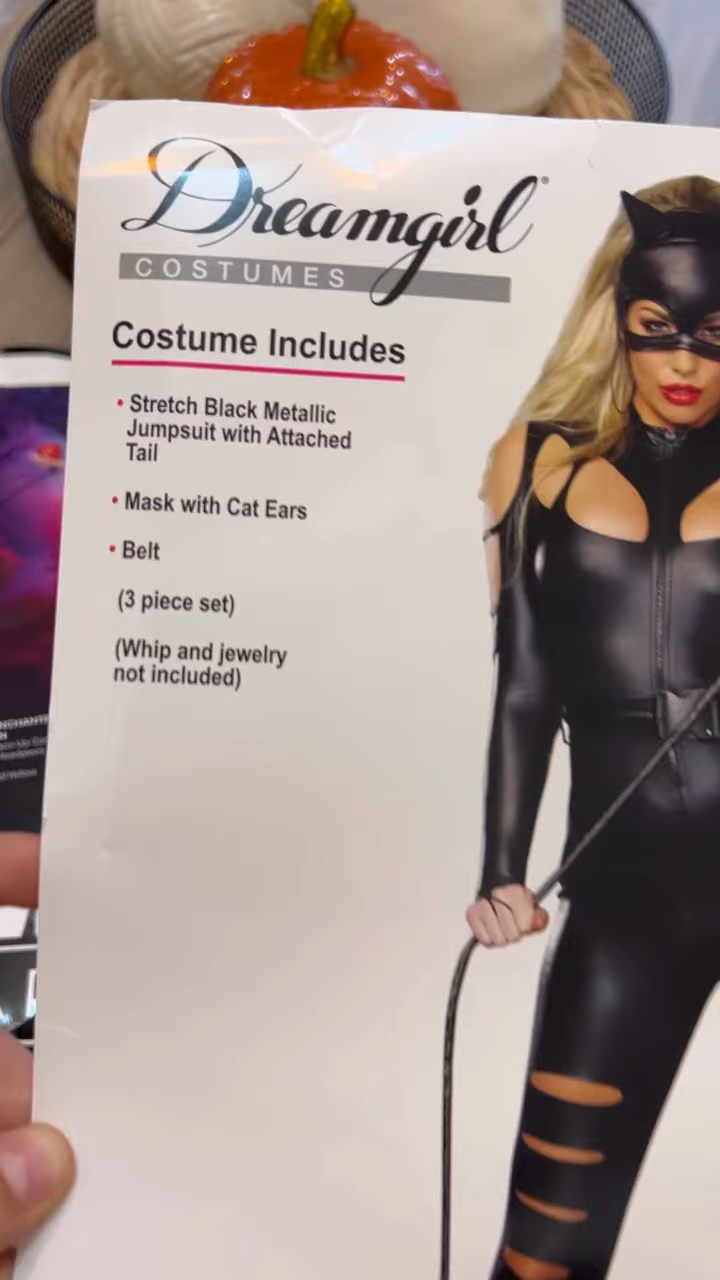 Dreamgirl®
COSTUMES
Costume Includes
• Stretch Black Metallic
Jumpsuit with Attached
Tail
• Mask with Cat Ears
• Belt
(3 piece set)
(Whip and jewelry
not included)